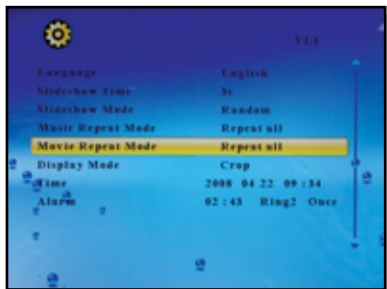 V1.1
Language English
Slideshow Time 3s
Slideshow Mode Random
Music Repeat Mode Repeat all
Movie Repeat Mode Repeat all
Display Mode Crop
Time 2008 04 22 09:34
Alarm 02:43 Ring2 Once